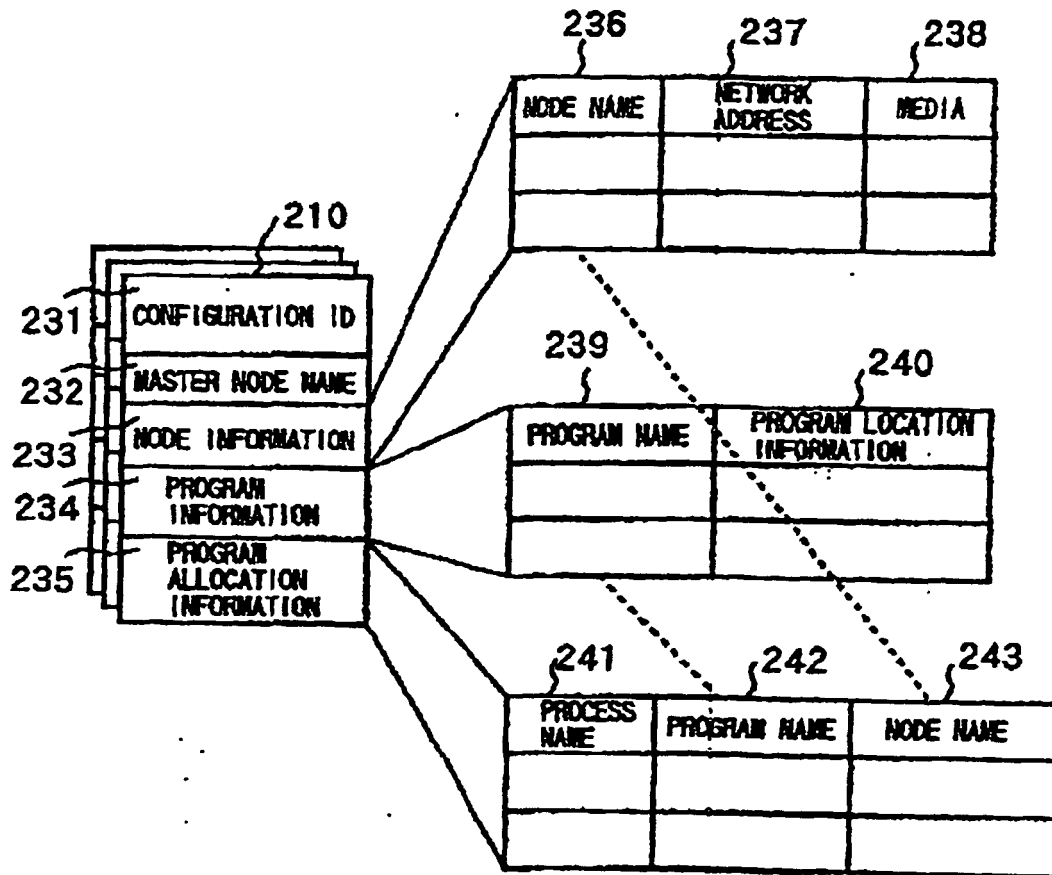 236 237 238
NODE NAME
NETWORK
ADDRESS
MEDIA
210
231
CONFIGURATION ID
232
MASTER NODE NAME
233
NODE INFORMATION
234
PROGRAM
INFORMATION
235
PROGRAM
ALLOCATION
INFORMATION
239 240
PROGRAM NAME
PROGRAM LOCATION
INFORMATION
241 242 243
PROCESS
NAME
PROGRAM NAME
NODE NAME